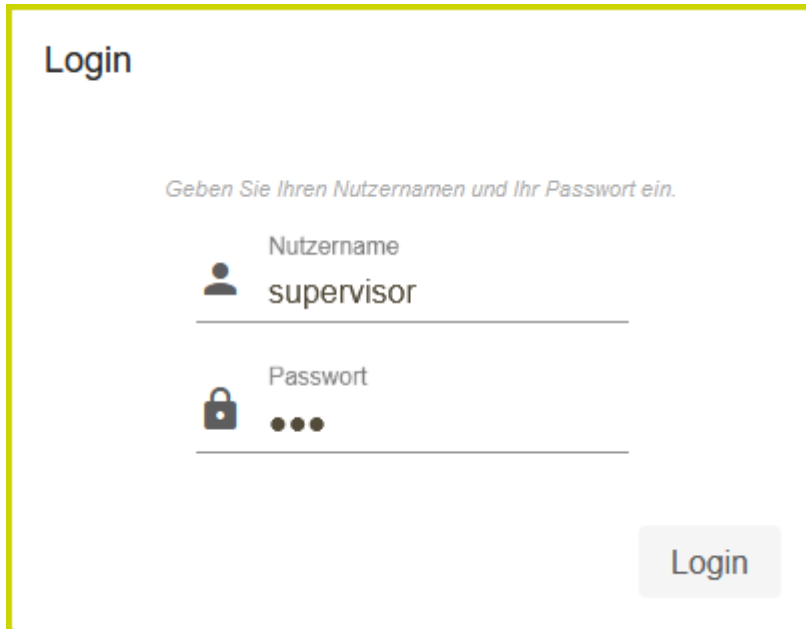 Login
Geben Sie Ihren Nutzernamen und Ihr Passwort ein.
Nutzername
supervisor
Passwort
•••
Login